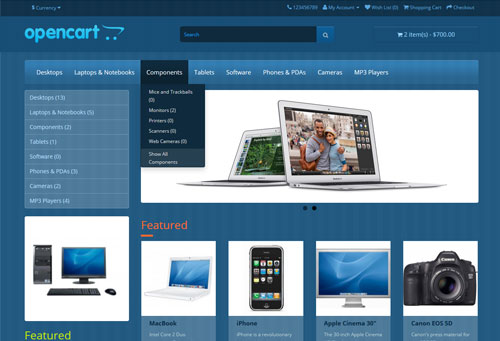 $ Currency
123456789 My Account Wish List (0) Shopping Cart Checkout
opencart
Search
2 item(s) - $700.00
Desktops Laptops & Notebooks Components Tablets Software Phones & PDAs Cameras MP3 Players
Mice and Trackballs
(0)
Monitors (2)
Printers (0)
Scanners (0)
Web Cameras (0)
Show All
Components
Desktops (13)
Laptops & Notebooks (5)
Components (2)
Tablets (1)
Software (0)
Phones & PDAs (3)
Cameras (2)
MP3 Players (4)
Featured
MacBook
Intel Core 2 Duo
iPhone
iPhone is a revolutionary
Apple Cinema 30"
The 30-inch Apple Cinema
Canon EOS 5D
Canon's press material for
Featured